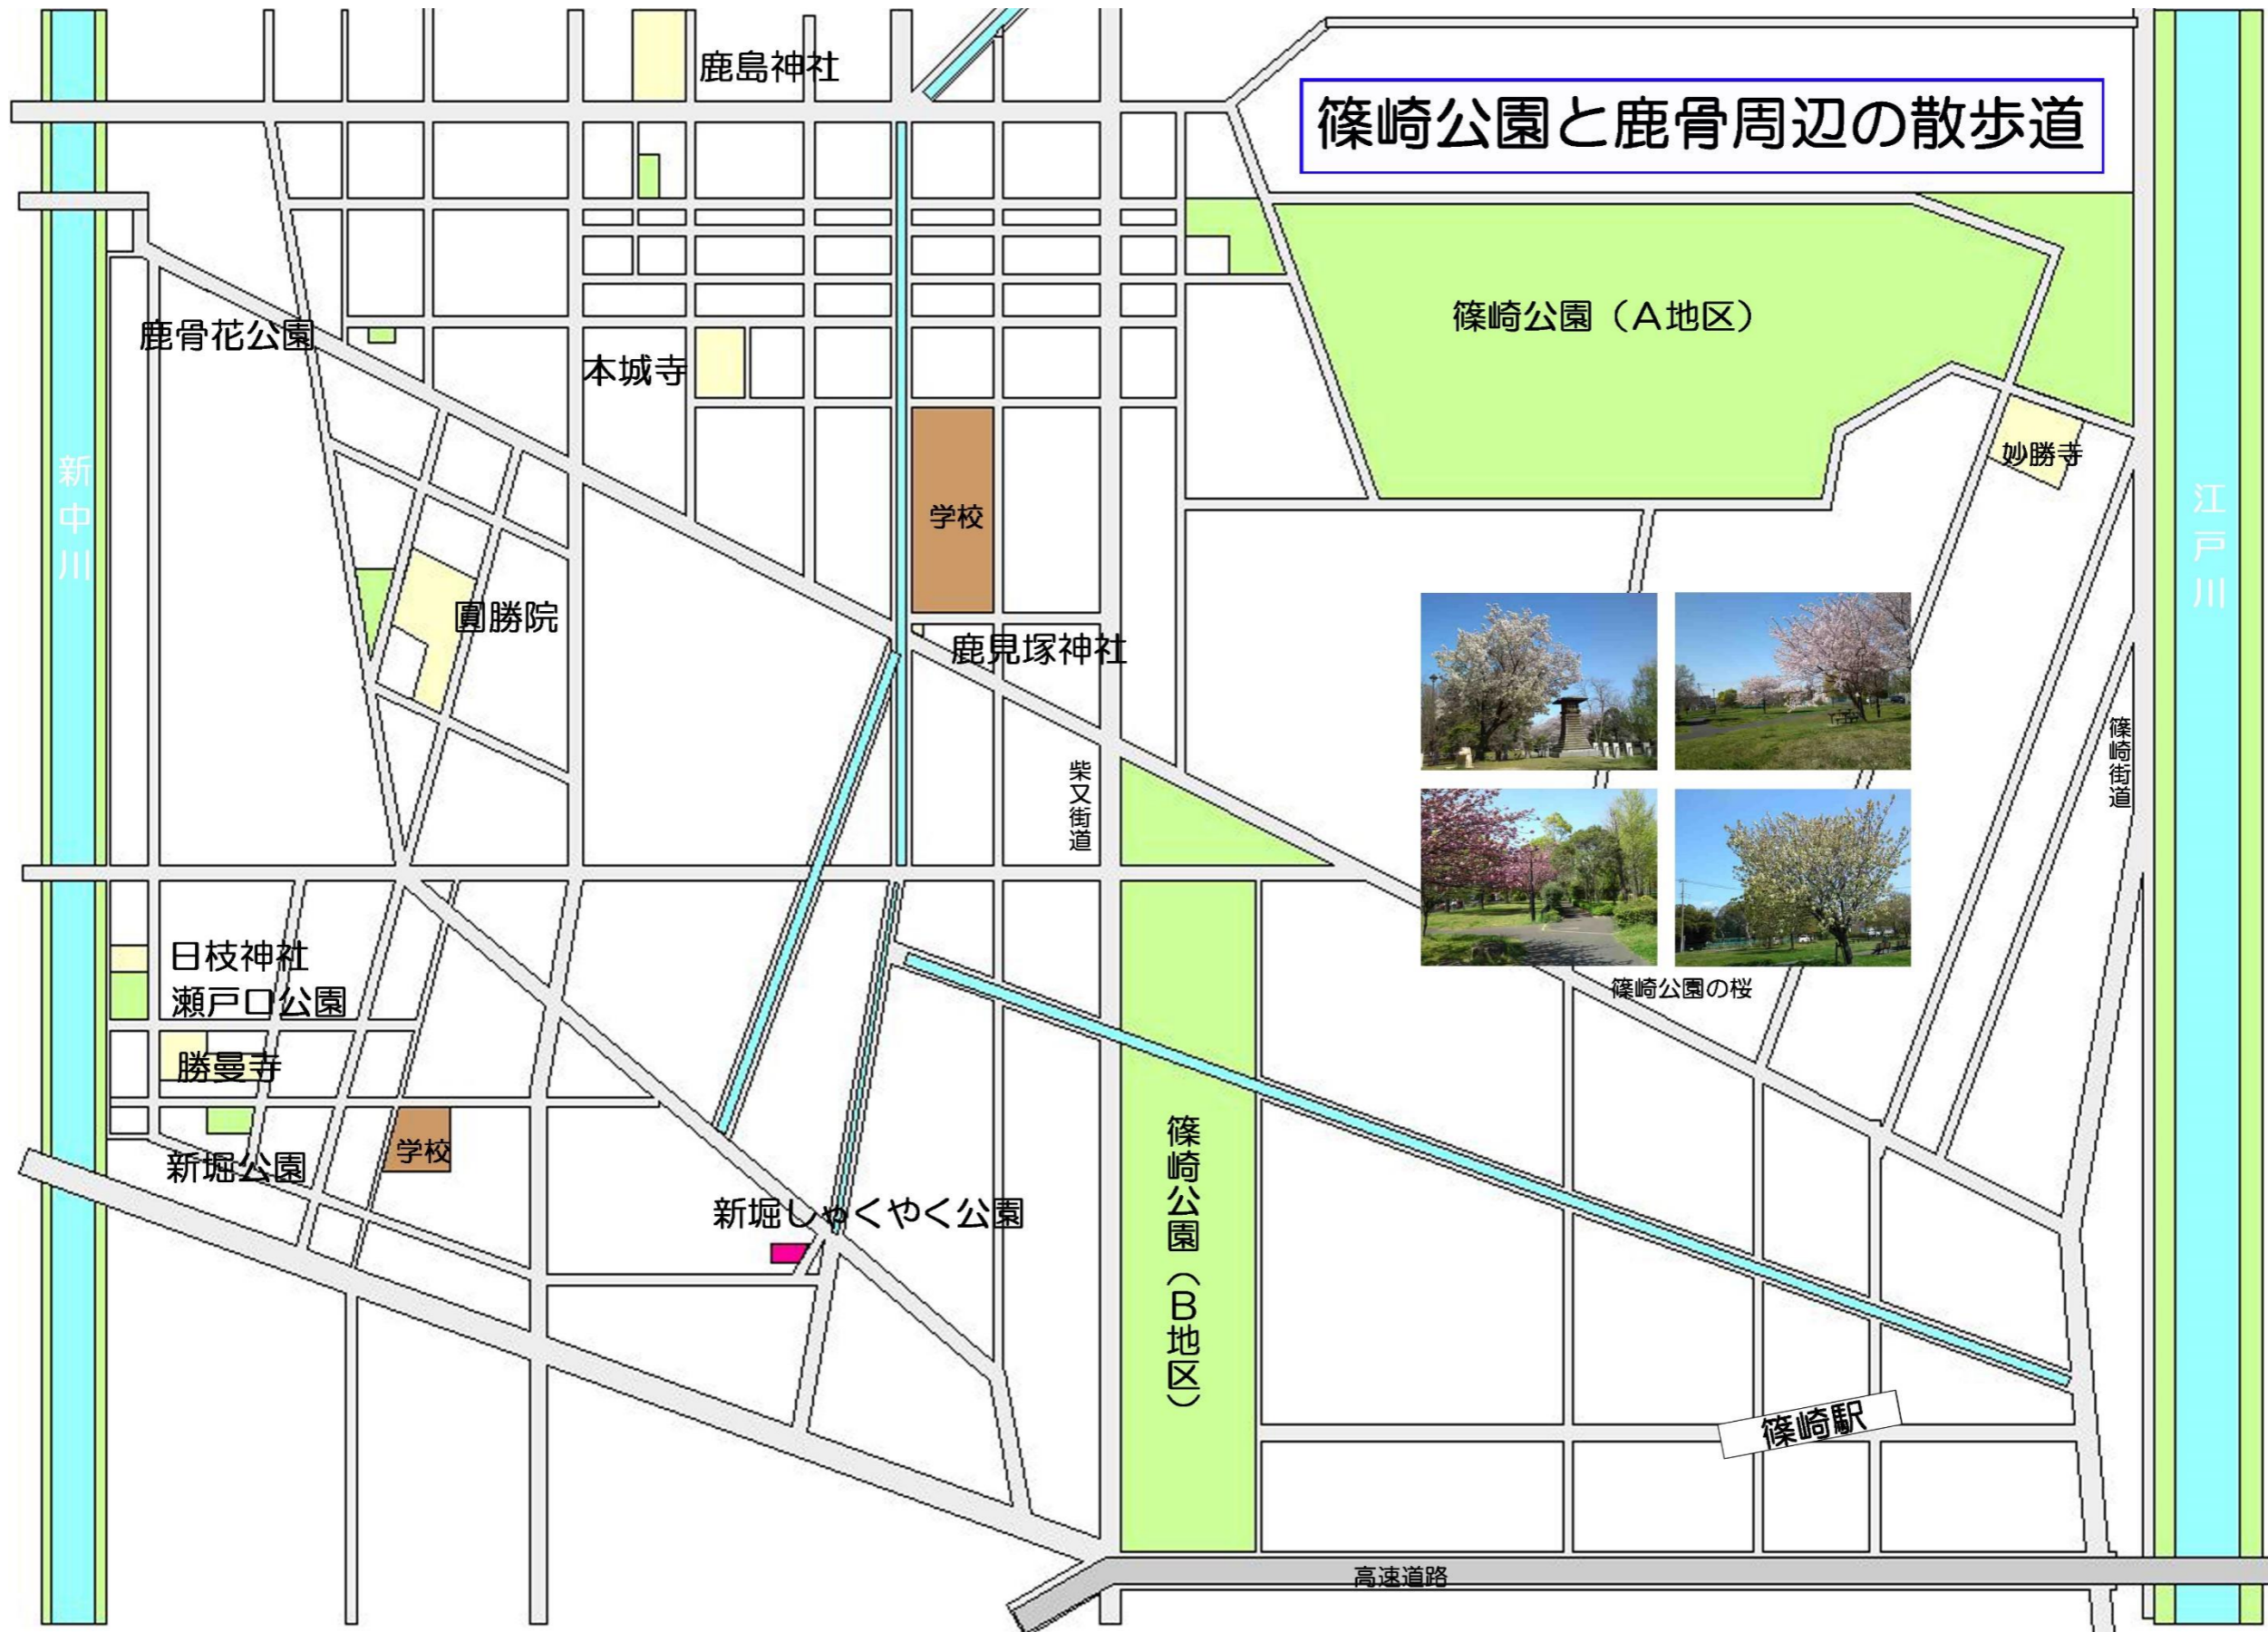 鹿島神社
篠崎公園と鹿骨周辺の散歩道
篠崎公園（A地区）
鹿骨花公園
本城寺
妙勝寺
新中川
江戸川
学校
圓勝院
鹿見塚神社
柴又街道
篠崎街道
日枝神社
瀬戸口公園
篠崎公園の桜
勝曼寺
学校
新堀公園
新堀しゃくやく公園
篠崎公園（B地区）
篠崎駅
高速道路